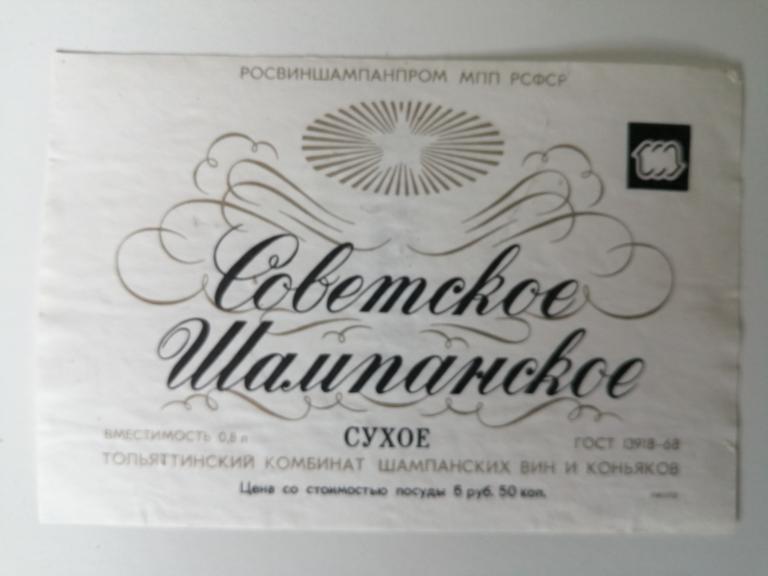 РОСВИНШАМПАНПРОМ МПП РСФСР
Советское
Шампанское
СУХОЕ
ВМЕСТИМОСТЬ 0,8 л
ГОСТ 13918-68
ТОЛЬЯТТИНСКИЙ КОМБИНАТ ШАМПАНСКИХ ВИН И КОНЬЯКОВ
Цена со стоимостью посуды 6 руб. 50 коп.